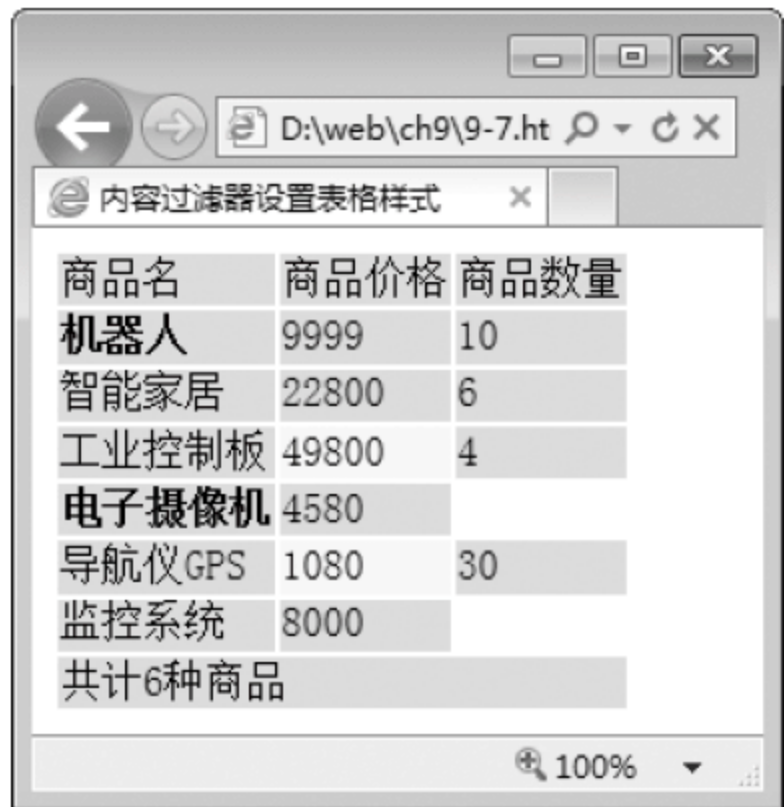 D:\web\ch9\9-7.ht
内容过滤器设置表格样式
商品名 商品价格 商品数量
机器人 9999 10
智能家居 22800 6
工业控制板 49800 4
电子摄像机 4580
导航仪GPS 1080 30
监控系统 8000
共计6种商品
100%